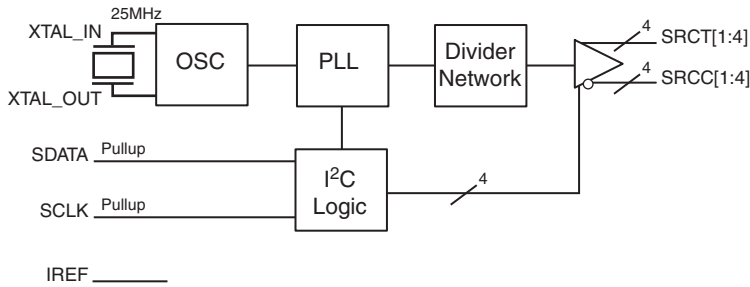 25MHz
XTAL_IN
XTAL_OUT
OSC
PLL
Divider
Network
4
SRCT[1:4]
4
SRCC[1:4]
SDATA
Pullup
SCLK
Pullup
I²C
Logic
4
IREF